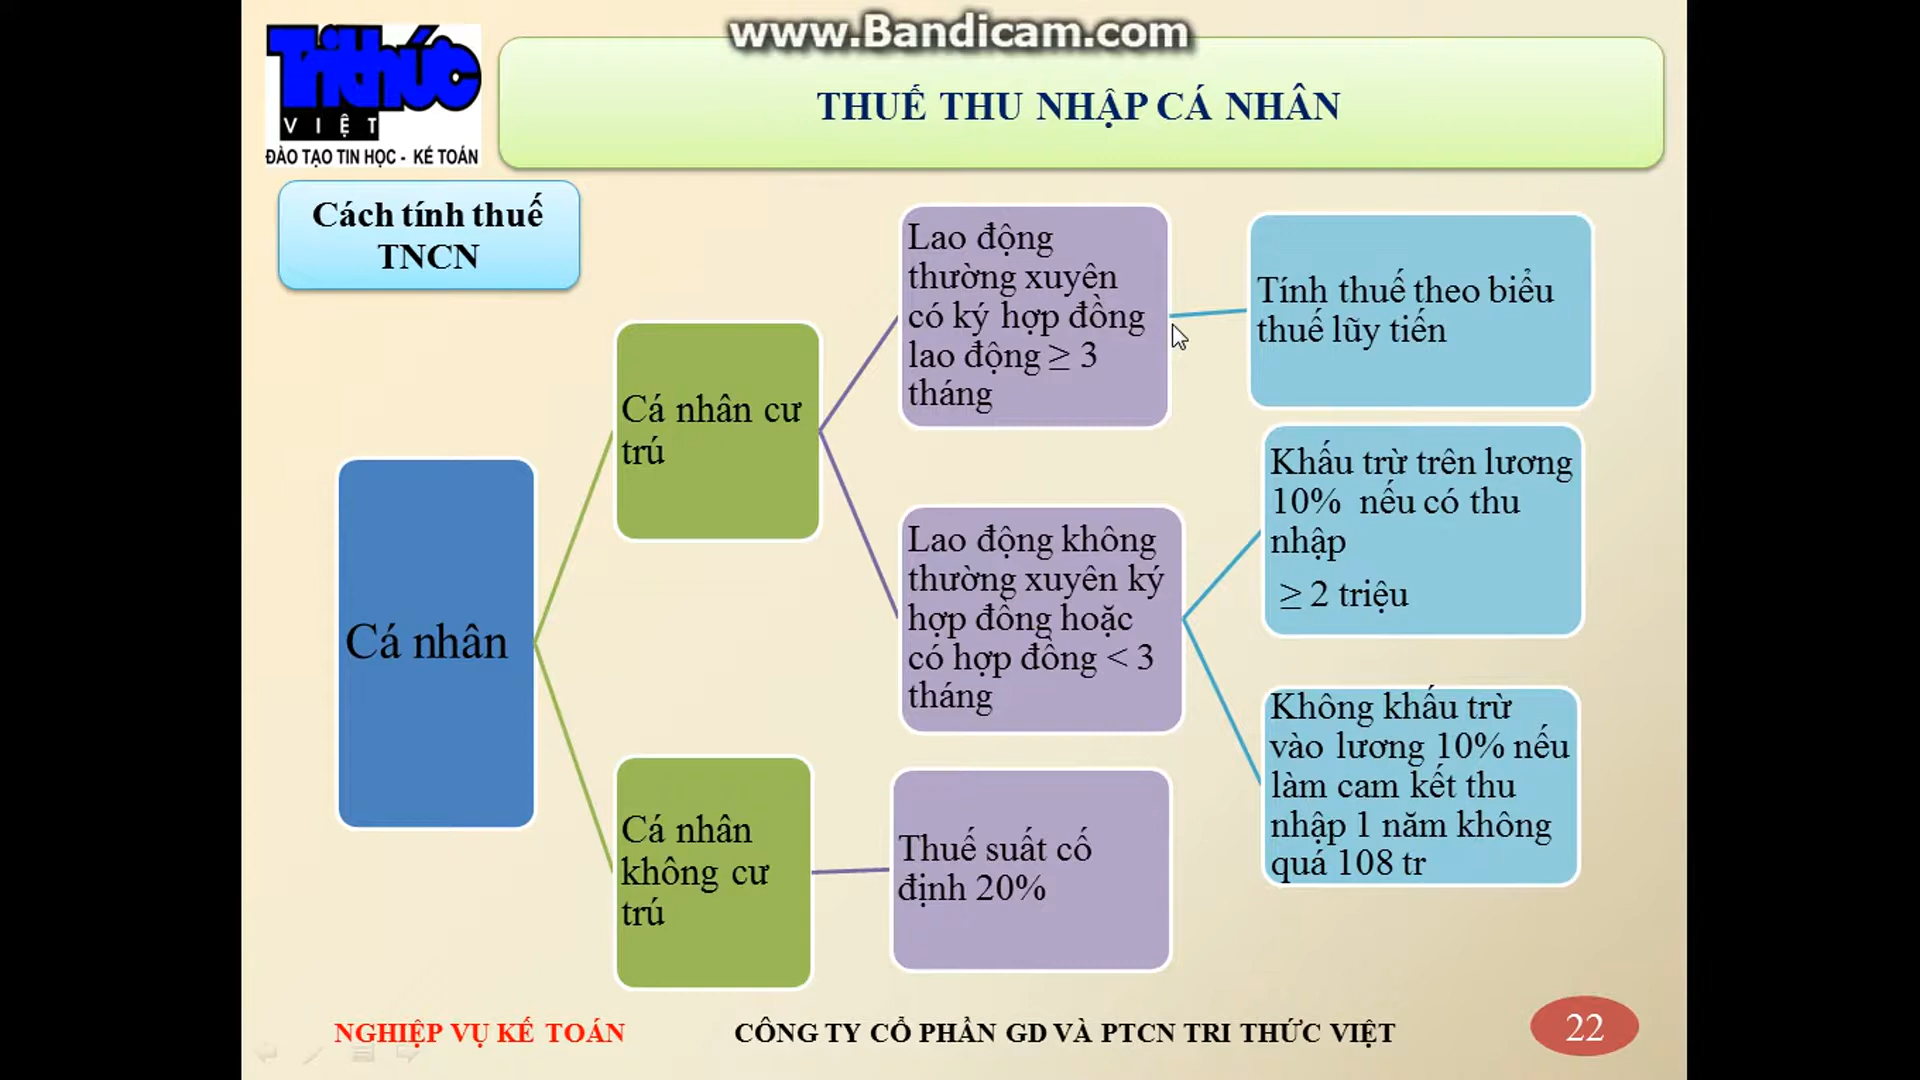 www.Bandicam.com
Trithức
VIỆT
ĐÀO TẠO TIN HỌC - KẾ TOÁN
THUẾ THU NHẬP CÁ NHÂN
Cách tính thuế
TNCN
Cá nhân
Cá nhân cư
trú
Lao động
thường xuyên
có ký hợp đồng
lao động ≥ 3
tháng
Tính thuế theo biểu
thuế lũy tiến
Lao động không
thường xuyên ký
hợp đồng hoặc
có hợp đồng < 3
tháng
Khấu trừ trên lương
10%  nếu có thu
nhập
≥ 2 triệu
Không khấu trừ
vào lương 10% nếu
làm cam kết thu
nhập 1 năm không
quá 108 tr
Cá nhân
không cư
trú
Thuế suất cố
định 20%
NGHIỆP VỤ KẾ TOÁN
CÔNG TY CỔ PHẦN GD VÀ PTCN TRI THỨC VIỆT
22